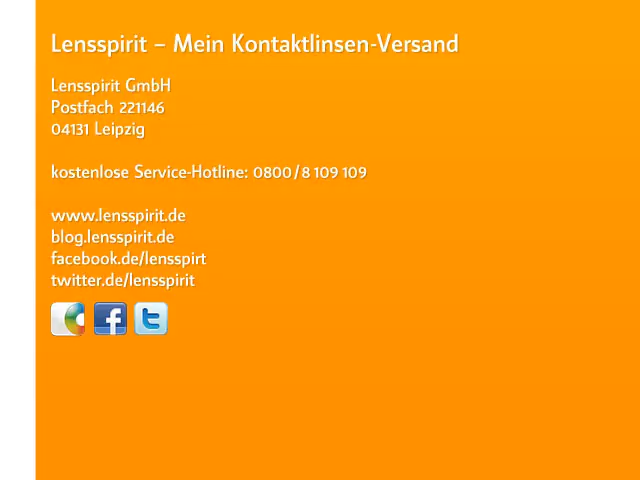 Lensspirit – Mein Kontaktlinsen-Versand
Lensspirit GmbH
Postfach 221146
04131 Leipzig
kostenlose Service-Hotline: 0800/8 109 109
www.lensspirit.de
blog.lensspirit.de
facebook.de/lensspirt
twitter.de/lensspirit